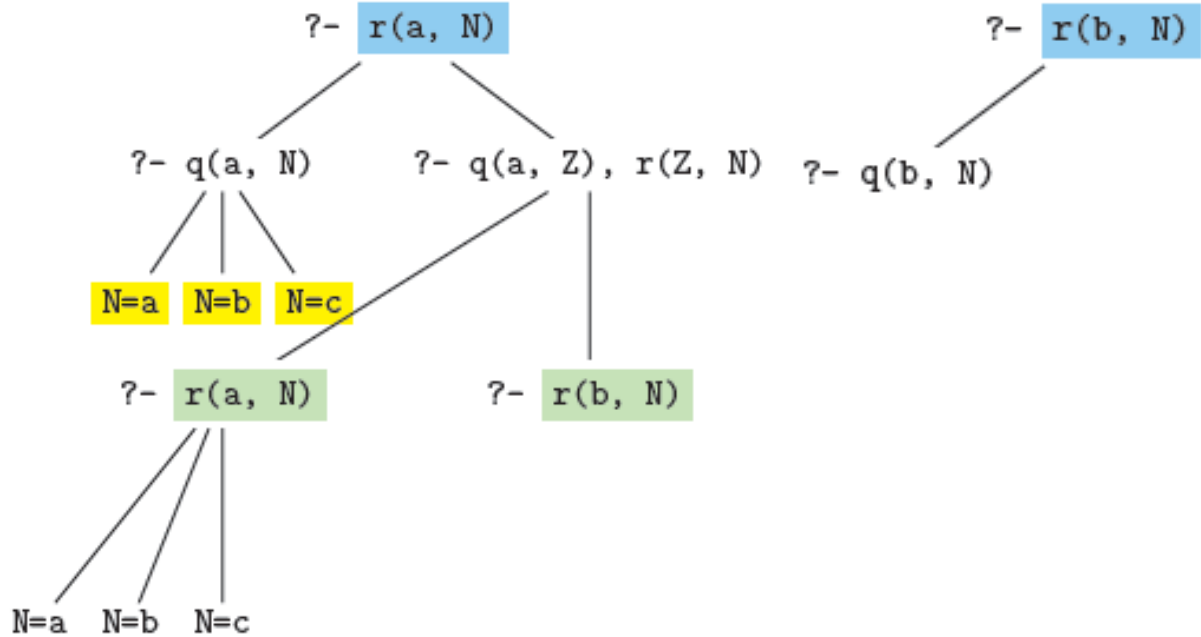 ?- r(a, N)
?- r(b, N)
?- q(a, N)
?- q(a, Z), r(Z, N)
?- q(b, N)
N=a N=b N=c
?- r(a, N)
?- r(b, N)
N=a N=b N=c